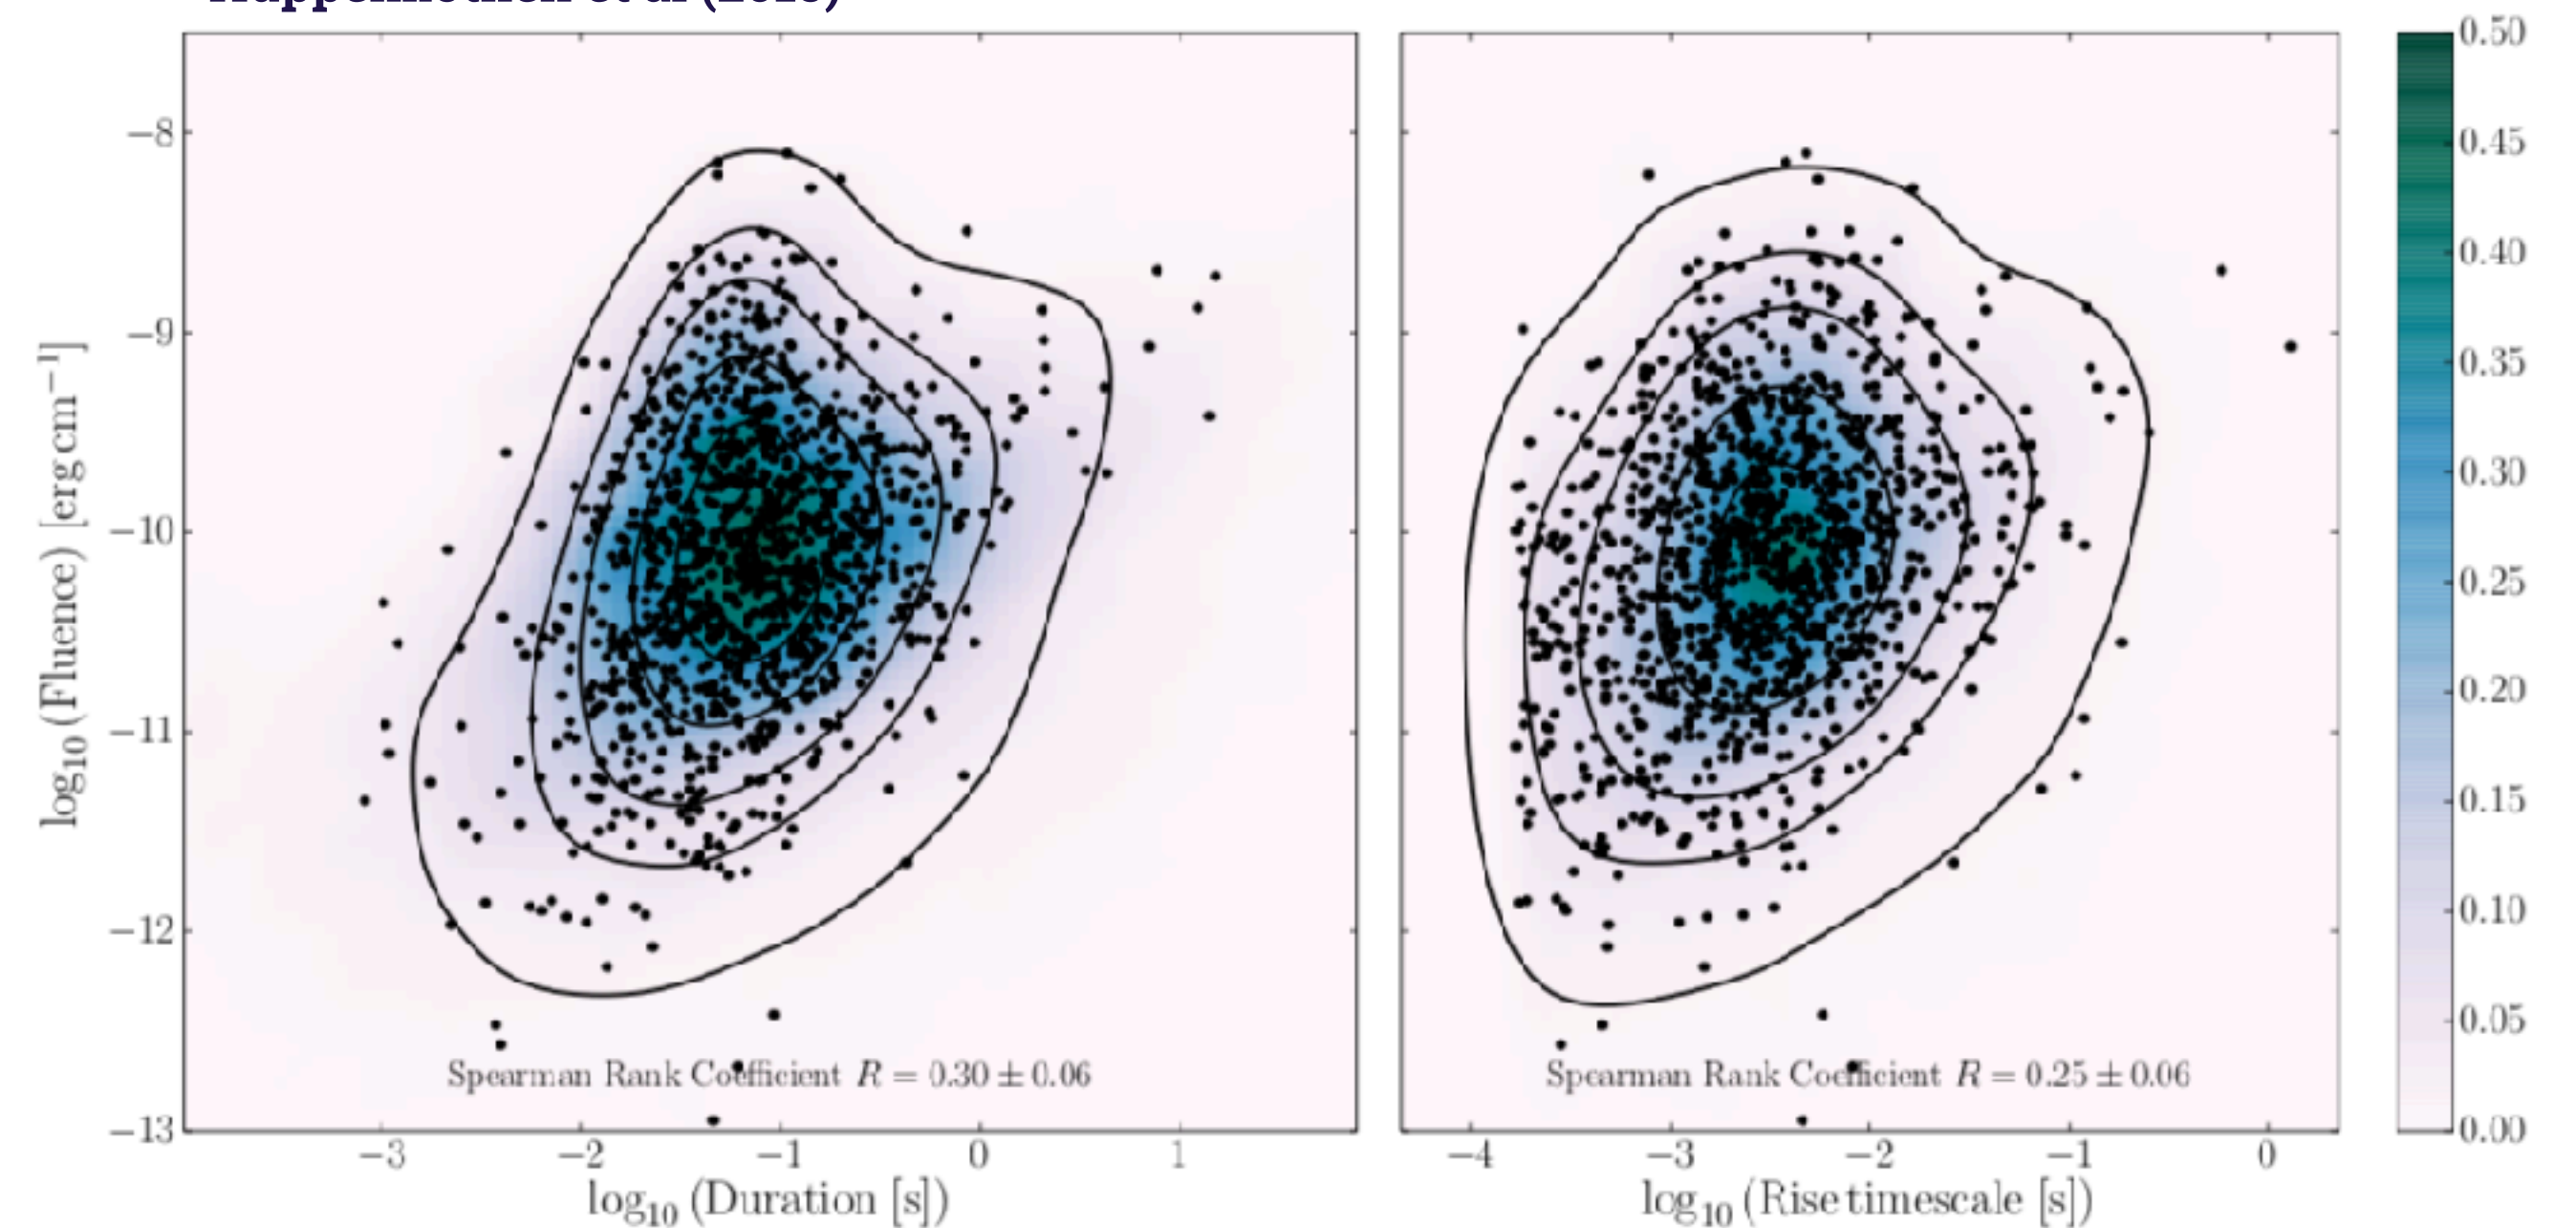 −8
−9
−10
−11
−12
−13
log₁₀ (Fluence) [erg cm⁻¹]
Spearman Rank Coefficient R = 0.30 ± 0.06
−3 −2 −1 0 1
log₁₀ (Duration [s])
Spearman Rank Coefficient R = 0.25 ± 0.06
−4 −3 −2 −1 0
log₁₀ (Rise timescale [s])
0.50
0.45
0.40
0.35
0.30
0.25
0.20
0.15
0.10
0.05
0.00